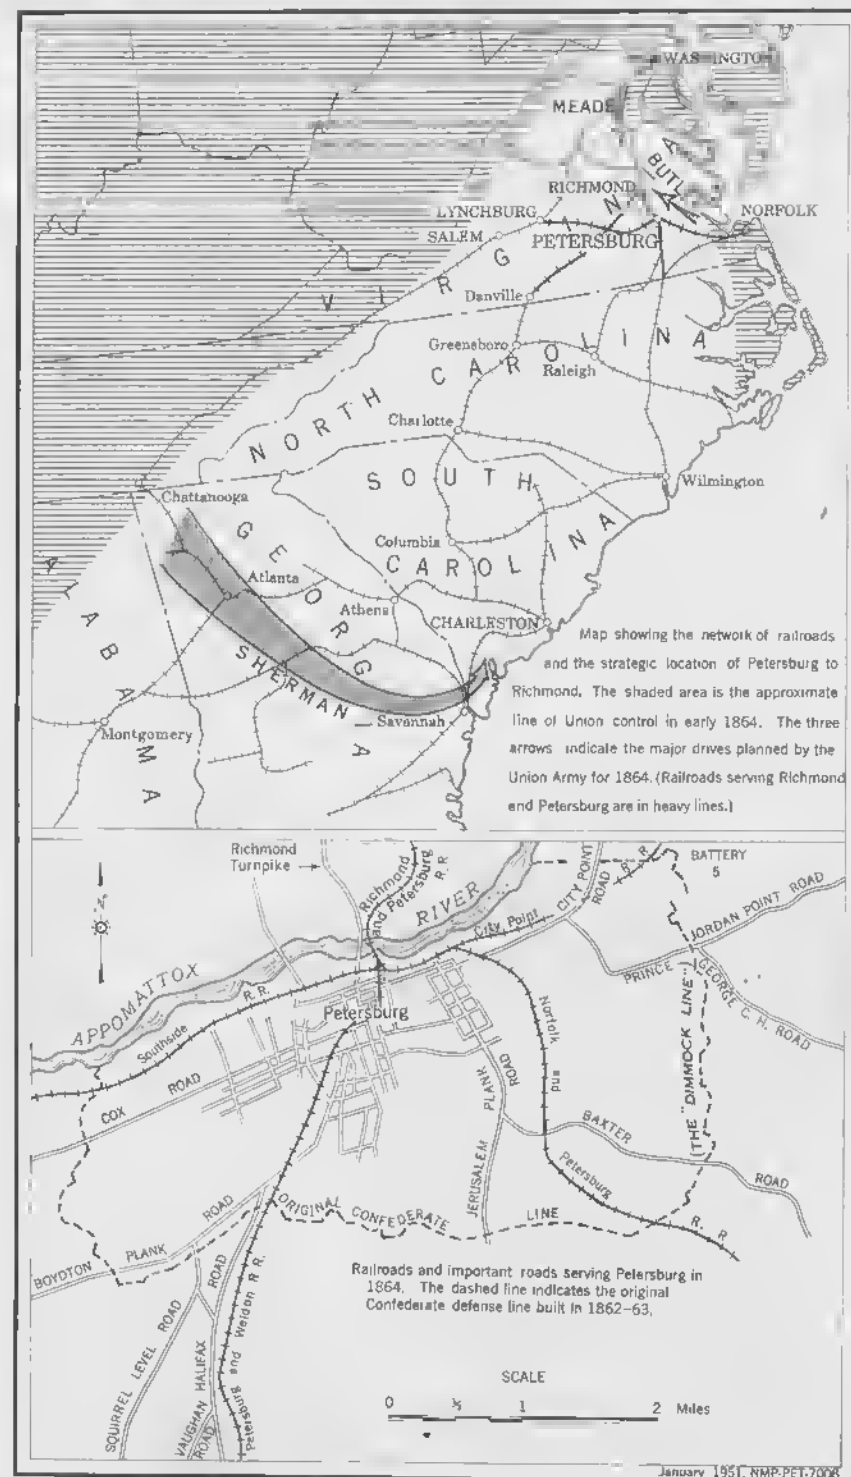 WASHINGTO
MEADE
BUTL
RICHMOND
LYNCHBURG
NORFOLK
SALEM
PETERSBURG
VIRGINIA
Danville
Greensboro
Raleigh
NORTH CAROLINA
Charlotte
SOUTH CAROLINA
Wilmington
Chattanooga
Columbia
GEORGIA
Atlanta
Athens
CHARLESTON
SHERMAN
Savannah
Montgomery
ALABAMA
Map showing the network of railroads
and the strategic location of Petersburg to
Richmond. The shaded area is the approximate
line of Union control in early 1864. The three
arrows indicate the major drives planned by the
Union Army for 1864. (Railroads serving Richmond
and Petersburg are in heavy lines.)
Richmond
Turnpike
Richmond
and Petersburg
R. R.
APPOMATTOX RIVER
City Point R. R.
CITY POINT
ROAD
BATTERY
5
JORDAN POINT ROAD
PRINCE GEORGE C. H. ROAD
N
Southside R. R.
Petersburg
COX ROAD
Norfolk and Petersburg R. R
JERUSALEM PLANK
ROAD
BAXTER ROAD
(THE "DIMMOCK LINE")
ORIGINAL CONFEDERATE LINE
BOYDTON PLANK ROAD
SQUIRREL LEVEL ROAD
VAUGHAN
ROAD
HALIFAX ROAD
Petersburg and Weldon R. R.
Railroads and important roads serving Petersburg in
1864. The dashed line indicates the original
Confederate defense line built in 1862-63.
SCALE
0 ½ 1 2 Miles
January 1951, NMP-PET-7006